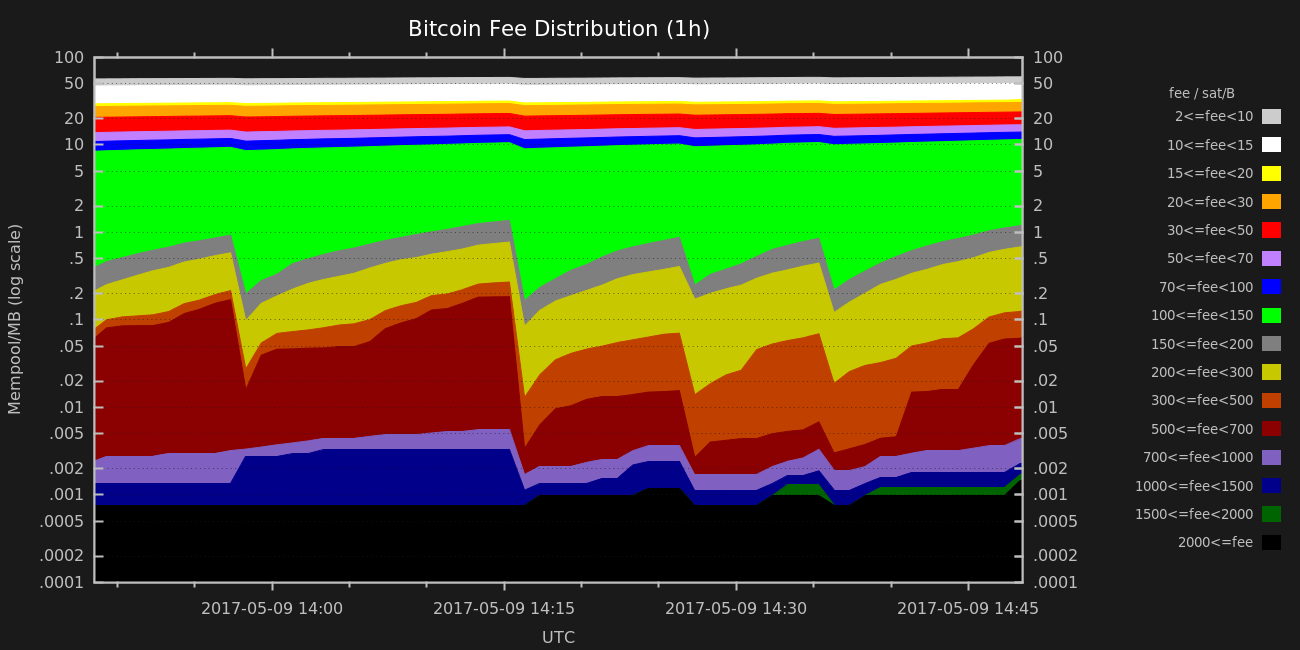 Bitcoin Fee Distribution (1h)
Mempool/MB (log scale)
100
50
20
10
5
2
1
.5
.2
.1
.05
.02
.01
.005
.002
.001
.0005
.0002
.0001
100
50
20
10
5
2
1
.5
.2
.1
.05
.02
.01
.005
.002
.001
.0005
.0002
.0001
2017-05-09 14:00 2017-05-09 14:15 2017-05-09 14:30 2017-05-09 14:45
UTC
fee / sat/B
2<=fee<10
10<=fee<15
15<=fee<20
20<=fee<30
30<=fee<50
50<=fee<70
70<=fee<100
100<=fee<150
150<=fee<200
200<=fee<300
300<=fee<500
500<=fee<700
700<=fee<1000
1000<=fee<1500
1500<=fee<2000
2000<=fee